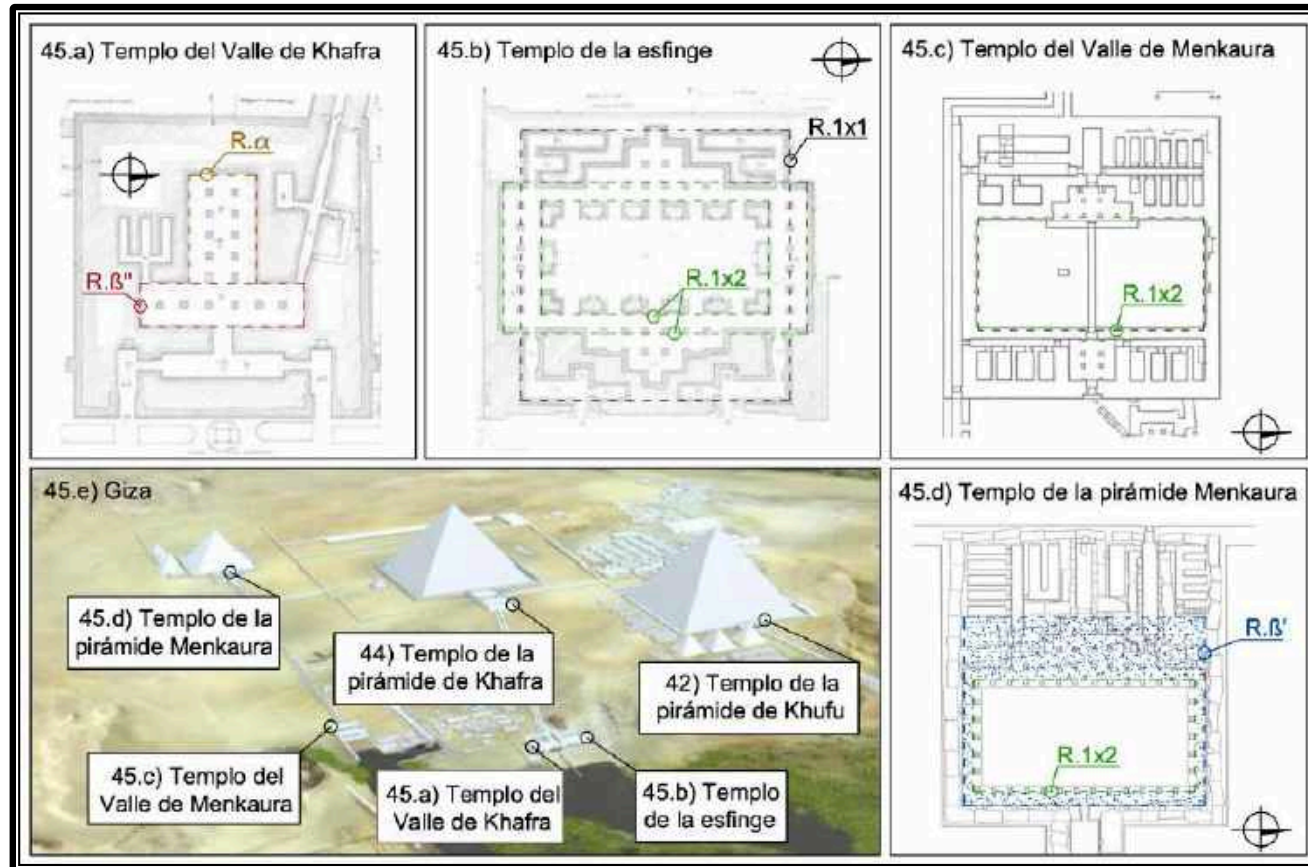 45.a) Templo del Valle de Khafra
R.α
R.ß"
45.b) Templo de la esfinge
R.1x1
R.1x2
45.c) Templo del Valle de Menkaura
R.1x2
45.e) Giza
45.d) Templo de la
pirámide Menkaura
44) Templo de la
pirámide de Khafra
42) Templo de la
pirámide de Khufu
45.c) Templo del
Valle de Menkaura
45.a) Templo del
Valle de Khafra
45.b) Templo
de la esfinge
45.d) Templo de la pirámide Menkaura
R.ß'
R.1x2